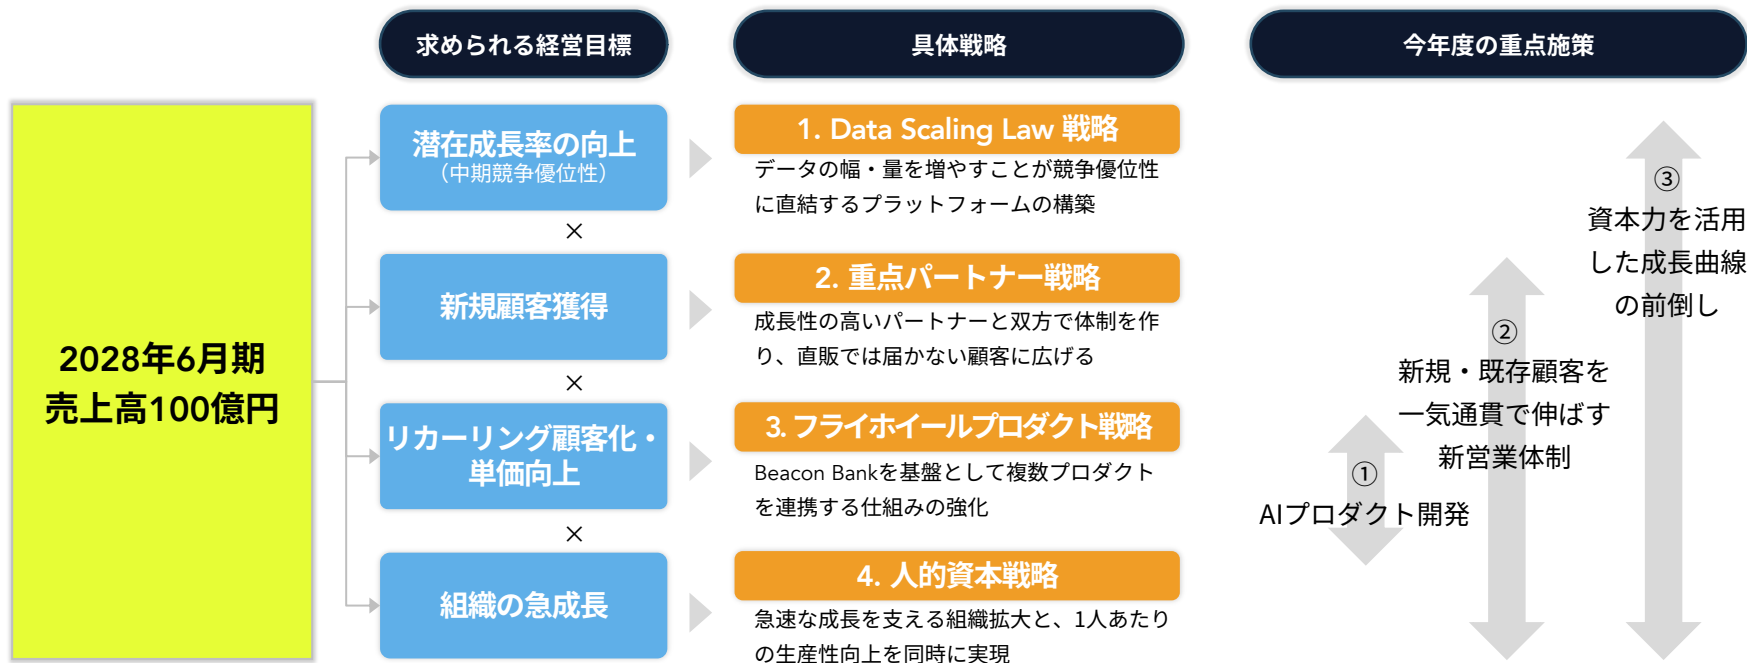 求められる経営目標
具体戦略
今年度の重点施策
2028年6月期
売上高100億円
潜在成長率の向上
（中期競争優位性）
×
新規顧客獲得
×
リカーリング顧客化・
単価向上
×
組織の急成長
1. Data Scaling Law 戦略
データの幅・量を増やすことが競争優位性
に直結するプラットフォームの構築
2. 重点パートナー戦略
成長性の高いパートナーと双方で体制を作
り、直販では届かない顧客に広げる
3. フライホイールプロダクト戦略
Beacon Bankを基盤として複数プロダクト
を連携する仕組みの強化
4. 人的資本戦略
急速な成長を支える組織拡大と、1人あたり
の生産性向上を同時に実現
①
AIプロダクト開発
②
新規・既存顧客を
一気通貫で伸ばす
新営業体制
③
資本力を活用
した成長曲線
の前倒し